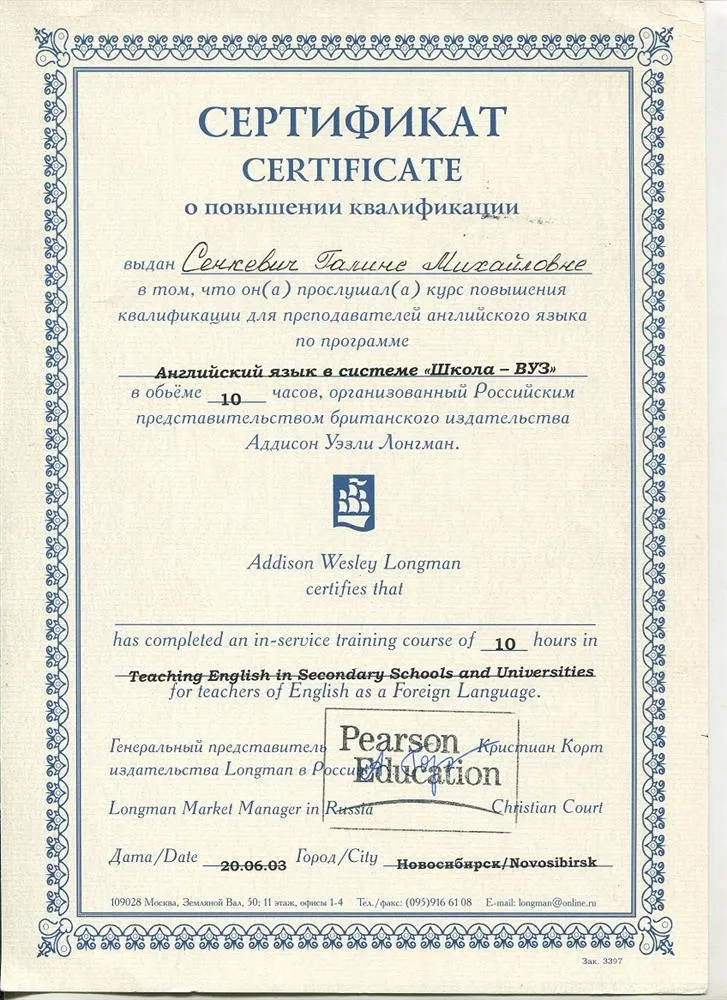 СЕРТИФИКАТ
CERTIFICATE
о повышении квалификации
выдан Сенкевич Галине Михайловне
в том, что он(а) прослушал(а) курс повышения
квалификации для преподавателей английского языка
по программе
Английский язык в системе «Школа – ВУЗ»
в объёме 10 часов, организованный Российским
представительством британского издательства
Аддисон Уэзли Лонгман.
Addison Wesley Longman
certifies that
has completed an in-service training course of 10 hours in
Teaching English in Secondary Schools and Universities
for teachers of English as a Foreign Language.
Генеральный представитель
издательства Longman в России
Кристиан Корт
Pearson
Education
Longman Market Manager in Russia
Christian Court
Дата/Date 20.06.03 Город/City Новосибирск/Novosibirsk
109028 Москва, Земляной Вал, 50; 11 этаж, офисы 1-4 Тел./факс: (095)916 61 08 E-mail: longman@online.ru
Зак. 3397